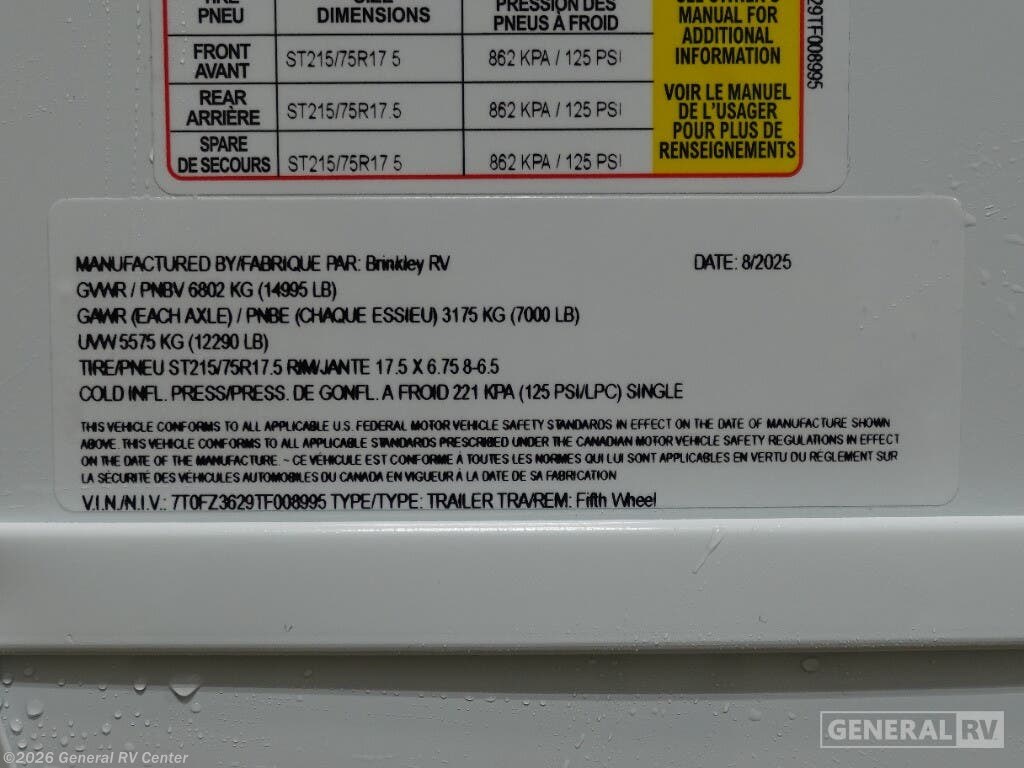 TIRE SIZE PRESSION DES SEE OWNER'S
PNEU DIMENSIONS PNEUS À FROID MANUAL FOR
ADDITIONAL
INFORMATION
FRONT
AVANT ST215/75R17 5 862 KPA / 125 PSI
REAR
ARRIÈRE ST215/75R17.5 862 KPA / 125 PSI
SPARE
DE SECOURS ST215/75R17 5 862 KPA / 125 PSI
VOIR LE MANUEL
DE L'USAGER
POUR PLUS DE
RENSEIGNEMENTS
29TF008995
MANUFACTURED BY/FABRIQUE PAR: Brinkley RV DATE: 8/2025
GVWR / PNBV 6802 KG (14995 LB)
GAWR (EACH AXLE) / PNBE (CHAQUE ESSIEU) 3175 KG (7000 LB)
UVW 5575 KG (12290 LB)
TIRE/PNEU ST215/75R17.5 RIM/JANTE 17.5 X 6.75 8-6.5
COLD INFL. PRESS/PRESS. DE GONFL. A FROID 221 KPA (125 PSI/LPC) SINGLE
THIS VEHICLE CONFORMS TO ALL APPLICABLE U.S. FEDERAL MOTOR VEHICLE SAFETY STANDARDS IN EFFECT ON THE DATE OF MANUFACTURE SHOWN
ABOVE. THIS VEHICLE CONFORMS TO ALL APPLICABLE STANDARDS PRESCRIBED UNDER THE CANADIAN MOTOR VEHICLE SAFETY REGULATIONS IN EFFECT
ON THE DATE OF THE MANUFACTURE. ~ CE VÉHICULE EST CONFORME À TOUTES LES NORMES QUI LUI SONT APPLICABLES EN VERTU DU RÈGLEMENT SUR
LA SÉCURITÉ DES VÉHICULES AUTOMOBILES DU CANADA EN VIGUEUR À LA DATE DE SA FABRICATION
V.I.N./N.I.V.: 7T0FZ3629TF008995 TYPE/TYPE: TRAILER TRA/REM: Fifth Wheel
GENERAL RV
©2026 General RV Center